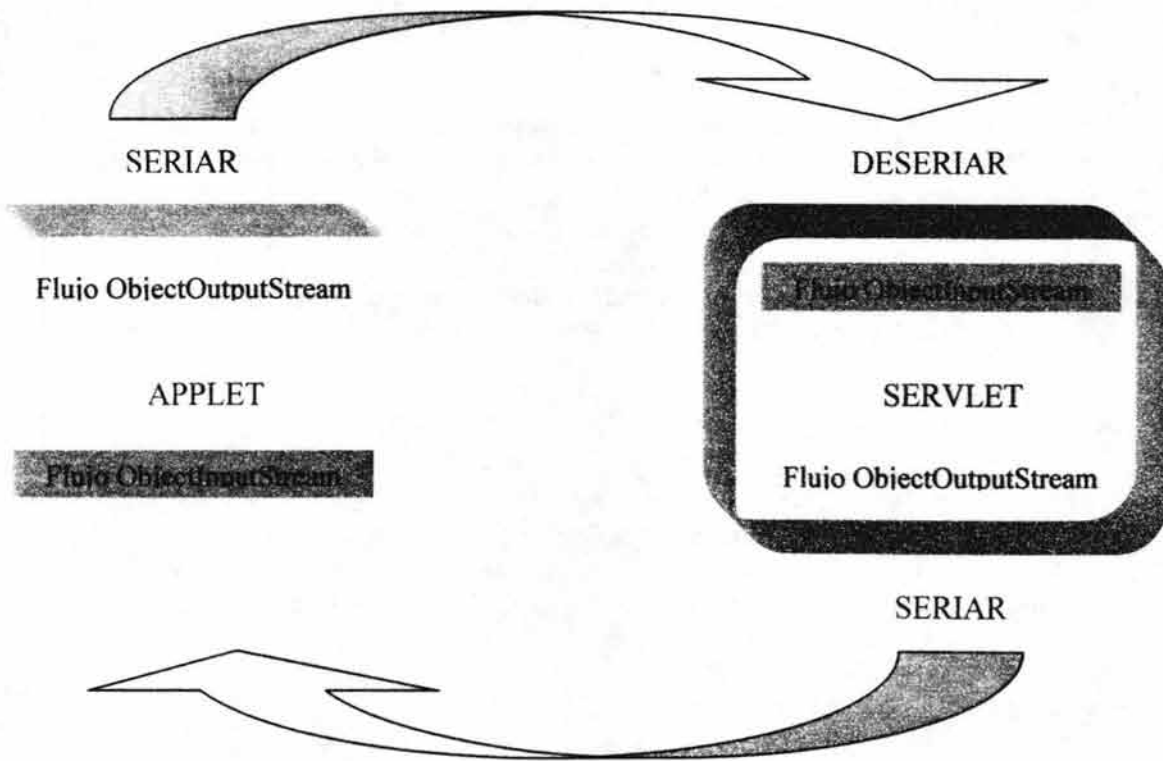 SERIAR
DESERIAR
Flujo ObjectOutputStream
Flujo ObjectInputStream
APPLET
SERVLET
Flujo ObjectInputStream
Flujo ObjectOutputStream
SERIAR